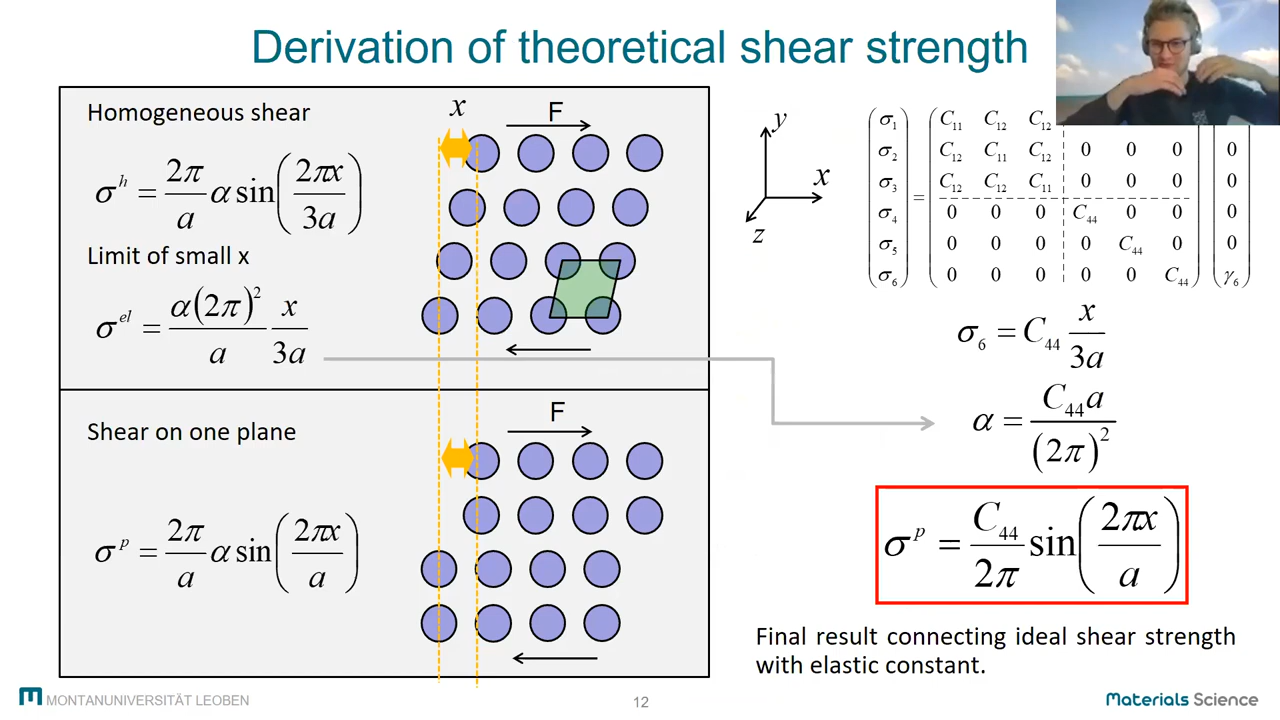 Derivation of theoretical shear strength
Homogeneous shear
σ^h = 2π/a α sin(2πx/3a)
Limit of small x
σ^el = α(2π)^2/a x/3a
x
F
Shear on one plane
σ^p = 2π/a α sin(2πx/a)
F
y
x
z
σ1 C11 C12 C12
σ2 C12 C11 C12 0 0 0 0
σ3 C12 C12 C11 0 0 0 0
σ4 = 0 0 0 C44 0 0 0
σ5 0 0 0 0 C44 0 0
σ6 0 0 0 0 0 C44 γ6
σ6 = C44 x/3a
α = C44 a/(2π)^2
σ^p = C44/2π sin(2πx/a)
Final result connecting ideal shear strength
with elastic constant.
MONTANUNIVERSITÄT LEOBEN
12
Materials Science